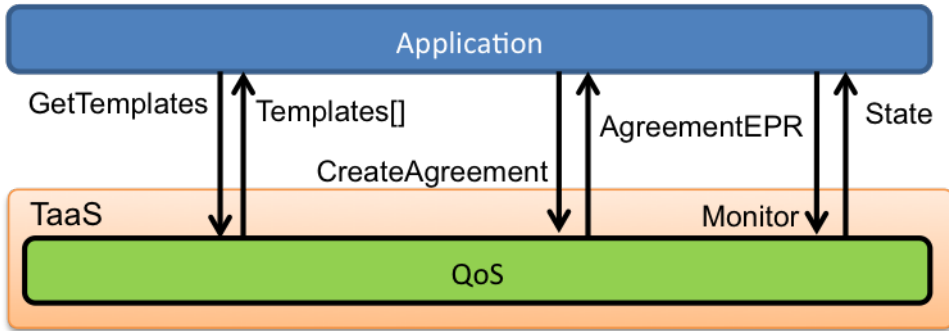 Application
GetTemplates
Templates[]
CreateAgreement
AgreementEPR
State
TaaS
Monitor
QoS